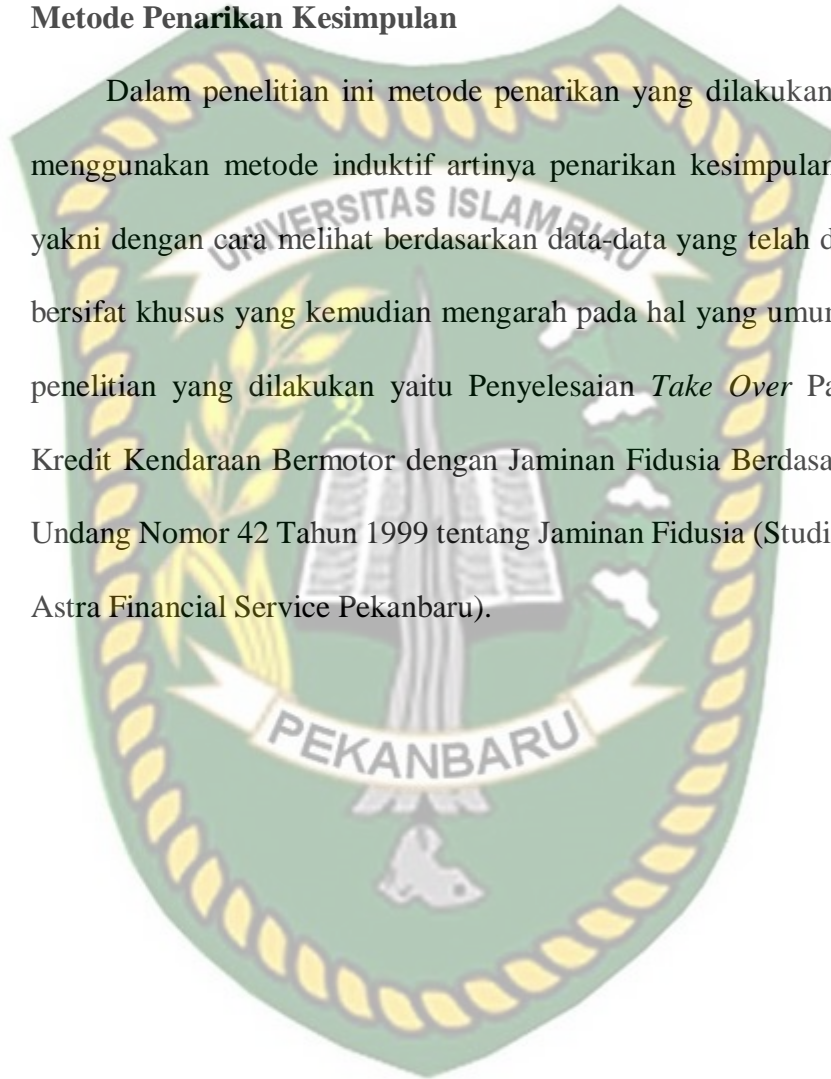 Metode Penarikan Kesimpulan
Dalam penelitian ini metode penarikan yang dilakukan
menggunakan metode induktif artinya penarikan kesimpulan
yakni dengan cara melihat berdasarkan data-data yang telah d
bersifat khusus yang kemudian mengarah pada hal yang umum
penelitian yang dilakukan yaitu Penyelesaian Take Over Pa
Kredit Kendaraan Bermotor dengan Jaminan Fidusia Berdasa
Undang Nomor 42 Tahun 1999 tentang Jaminan Fidusia (Studi
Astra Financial Service Pekanbaru).
UNIVERSITAS ISLAM RIAU
PEKANBARU